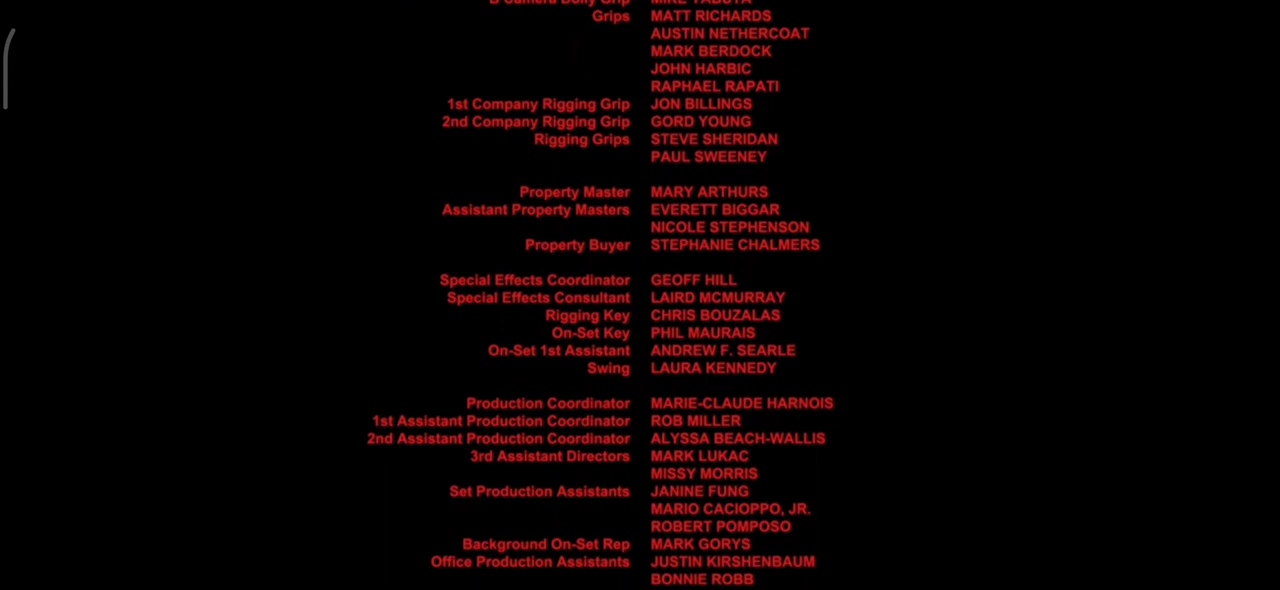 B Camera Dolly Grip MIKE YABUTA
Grips MATT RICHARDS
AUSTIN NETHERCOAT
MARK BERDOCK
JOHN HARBIC
RAPHAEL RAPATI
1st Company Rigging Grip JON BILLINGS
2nd Company Rigging Grip GORD YOUNG
Rigging Grips STEVE SHERIDAN
PAUL SWEENEY
Property Master MARY ARTHURS
Assistant Property Masters EVERETT BIGGAR
NICOLE STEPHENSON
Property Buyer STEPHANIE CHALMERS
Special Effects Coordinator GEOFF HILL
Special Effects Consultant LAIRD MCMURRAY
Rigging Key CHRIS BOUZALAS
On-Set Key PHIL MAURAIS
On-Set 1st Assistant ANDREW F. SEARLE
Swing LAURA KENNEDY
Production Coordinator MARIE-CLAUDE HARNOIS
1st Assistant Production Coordinator ROB MILLER
2nd Assistant Production Coordinator ALYSSA BEACH-WALLIS
3rd Assistant Directors MARK LUKAC
MISSY MORRIS
Set Production Assistants JANINE FUNG
MARIO CACIOPPO, JR.
ROBERT POMPOSO
Background On-Set Rep MARK GORYS
Office Production Assistants JUSTIN KIRSHENBAUM
BONNIE ROBB